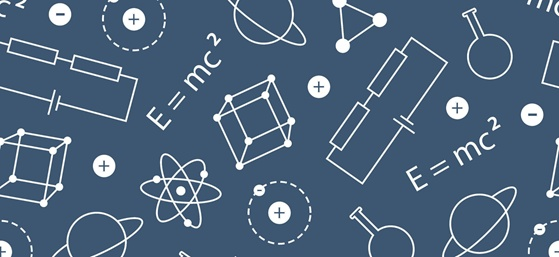 E = mc²
E = mc²